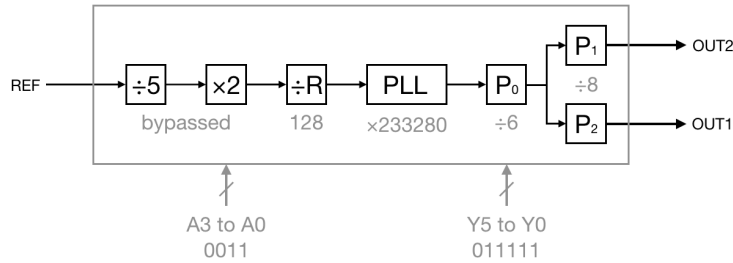 REF
÷5
×2
÷R
PLL
P₀
P₁
P₂
OUT2
OUT1
bypassed
128
×233280
÷6
÷8
A3 to A0
0011
Y5 to Y0
011111